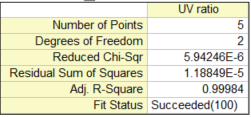 UV ratio
Number of Points 5
Degrees of Freedom 2
Reduced Chi-Sqr 5.94246E-6
Residual Sum of Squares 1.18849E-5
Adj. R-Square 0.99984
Fit Status Succeeded(100)